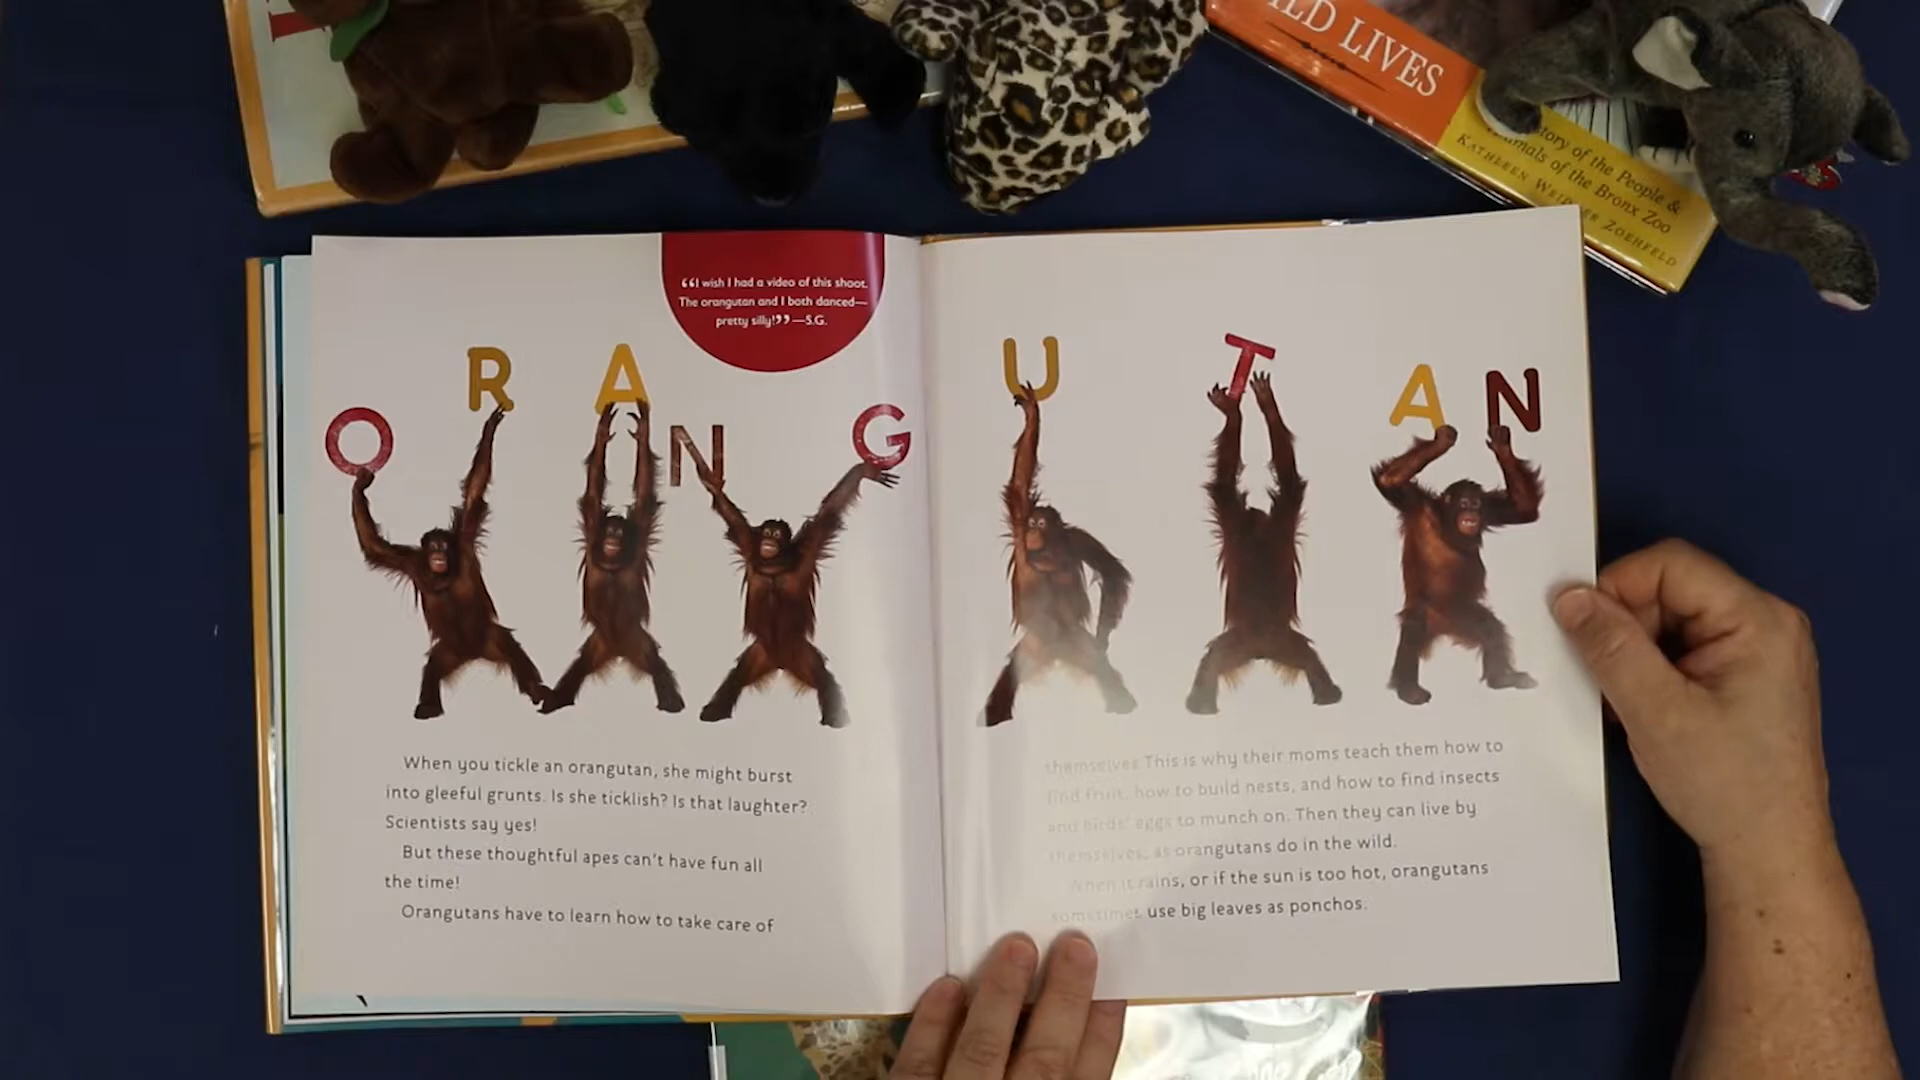 ILD LIVES
Story of the People &
Animals of the Bronx Zoo
KATHLEEN WEIDNER ZOEHFELD
“I wish I had a video of this shoot.
The orangutan and I both danced—
pretty silly!” —S.G.
ORANGUTAN
When you tickle an orangutan, she might burst
into gleeful grunts. Is she ticklish? Is that laughter?
Scientists say yes!
But these thoughtful apes can't have fun all
the time!
Orangutans have to learn how to take care of
themselves. This is why their moms teach them how to
find fruit, how to build nests, and how to find insects
and birds' eggs to munch on. Then they can live by
themselves, as orangutans do in the wild.
When it rains, or if the sun is too hot, orangutans
sometimes use big leaves as ponchos.